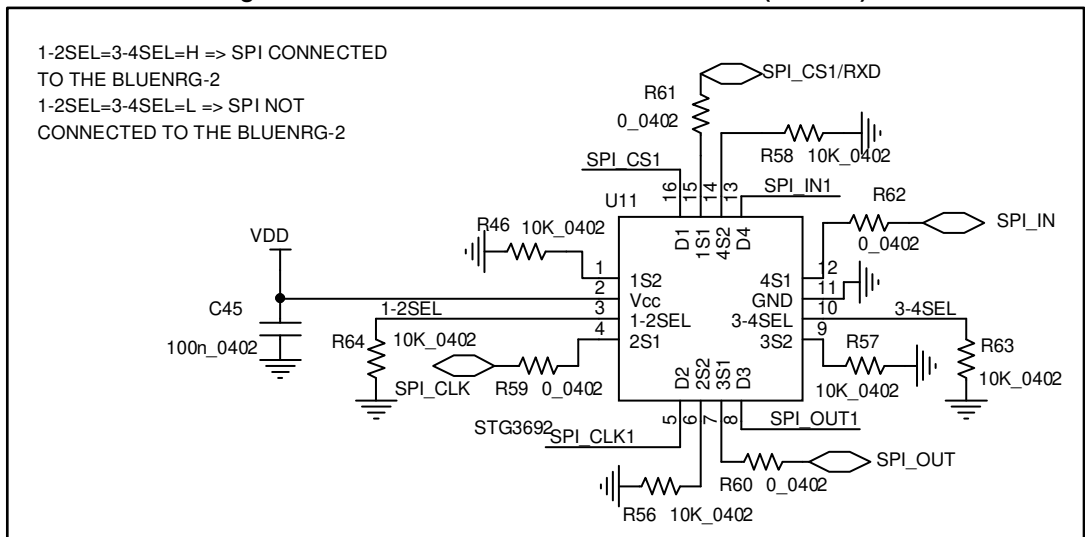 1-2SEL=3-4SEL=H => SPI CONNECTED
TO THE BLUENRG-2
1-2SEL=3-4SEL=L => SPI NOT
CONNECTED TO THE BLUENRG-2
SPI_CS1/RXD
R61
0_0402
R58 10K_0402
SPI_CS1
16
15
14
13
SPI_IN1
R62
0_0402
SPI_IN
U11
R46 10K_0402
VDD
C45
100n_0402
D1
1S1
4S2
D4
1 1S2
2 Vcc
3 1-2SEL
4 2S1
4S1 12
GND 11
3-4SEL 10
3S2 9
1-2SEL
3-4SEL
R64 10K_0402
SPI_CLK
R59 0_0402
R57
10K_0402
R63
10K_0402
D2
2S2
3S1
D3
STG3692
SPI_CLK1
5
6
7
8
SPI_OUT1
SPI_OUT
R60 0_0402
R56 10K_0402